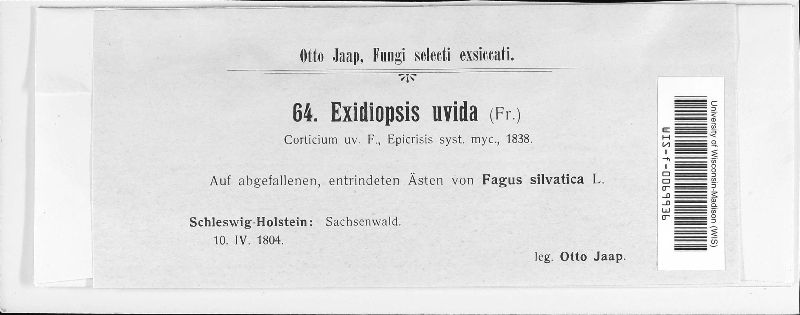 Otto Jaap, Fungi selecti exsiccati.
64. Exidiopsis uvida (Fr.)
Corticium uv. F., Epicrisis syst. myc., 1838.
Auf abgefallenen, entrindeten Ästen von Fagus silvatica L.
Schleswig-Holstein: Sachsenwald.
10. IV. 1804.
leg. Otto Jaap.
University of Wisconsin-Madison (WIS)
WIS-f-0069936